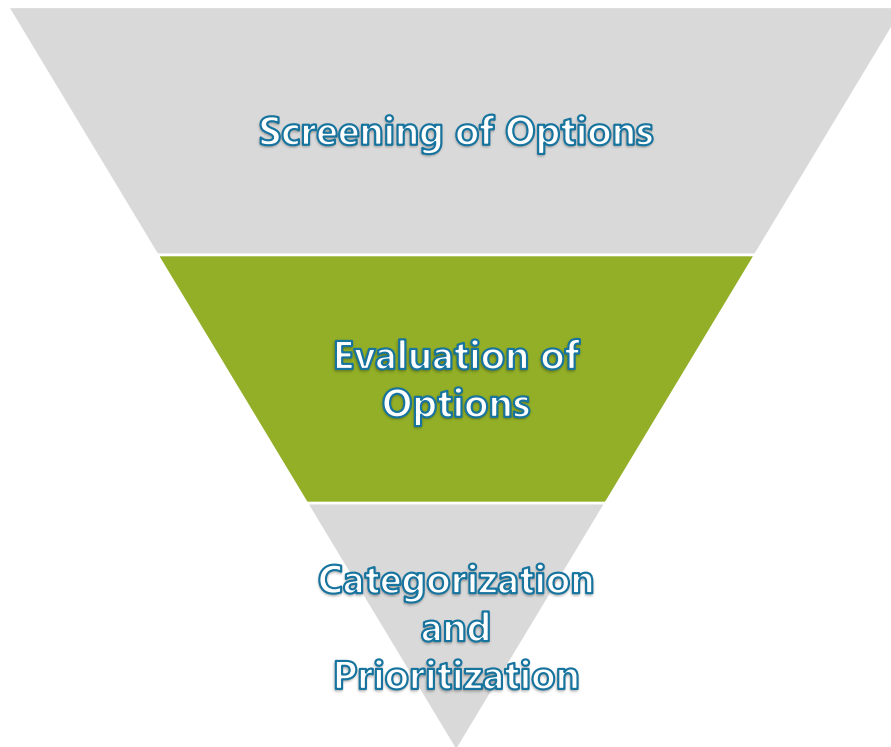 Screening of Options
Evaluation of
Options
Categorization
and
Prioritization